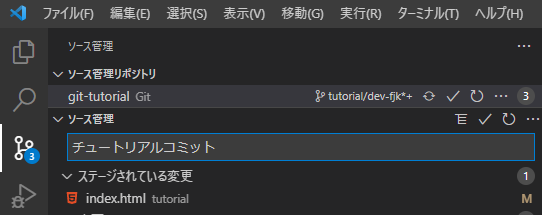 ファイル(F) 編集(E) 選択(S) 表示(V) 移動(G) 実行(R) ターミナル(T) ヘルプ(H)
ソース管理
ソース管理リポジトリ
git-tutorial Git tutorial/dev-fjk*+ 3
ソース管理
チュートリアルコミット
ステージされている変更 1
index.html tutorial M
3